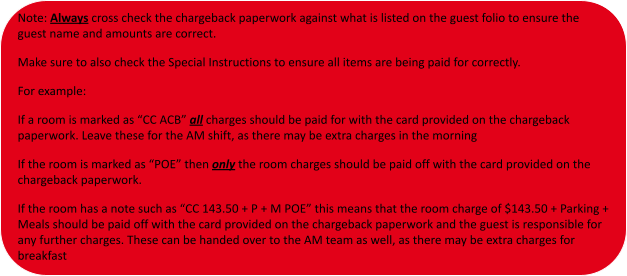 Note: Always cross check the chargeback paperwork against what is listed on the guest folio to ensure the
guest name and amounts are correct.
Make sure to also check the Special Instructions to ensure all items are being paid for correctly.
For example:
If a room is marked as “CC ACB” all charges should be paid for with the card provided on the chargeback
paperwork. Leave these for the AM shift, as there may be extra charges in the morning
If the room is marked as “POE” then only the room charges should be paid off with the card provided on the
chargeback paperwork.
If the room has a note such as “CC 143.50 + P + M POE” this means that the room charge of $143.50 + Parking +
Meals should be paid off with the card provided on the chargeback paperwork and the guest is responsible for
any further charges. These can be handed over to the AM team as well, as there may be extra charges for
breakfast